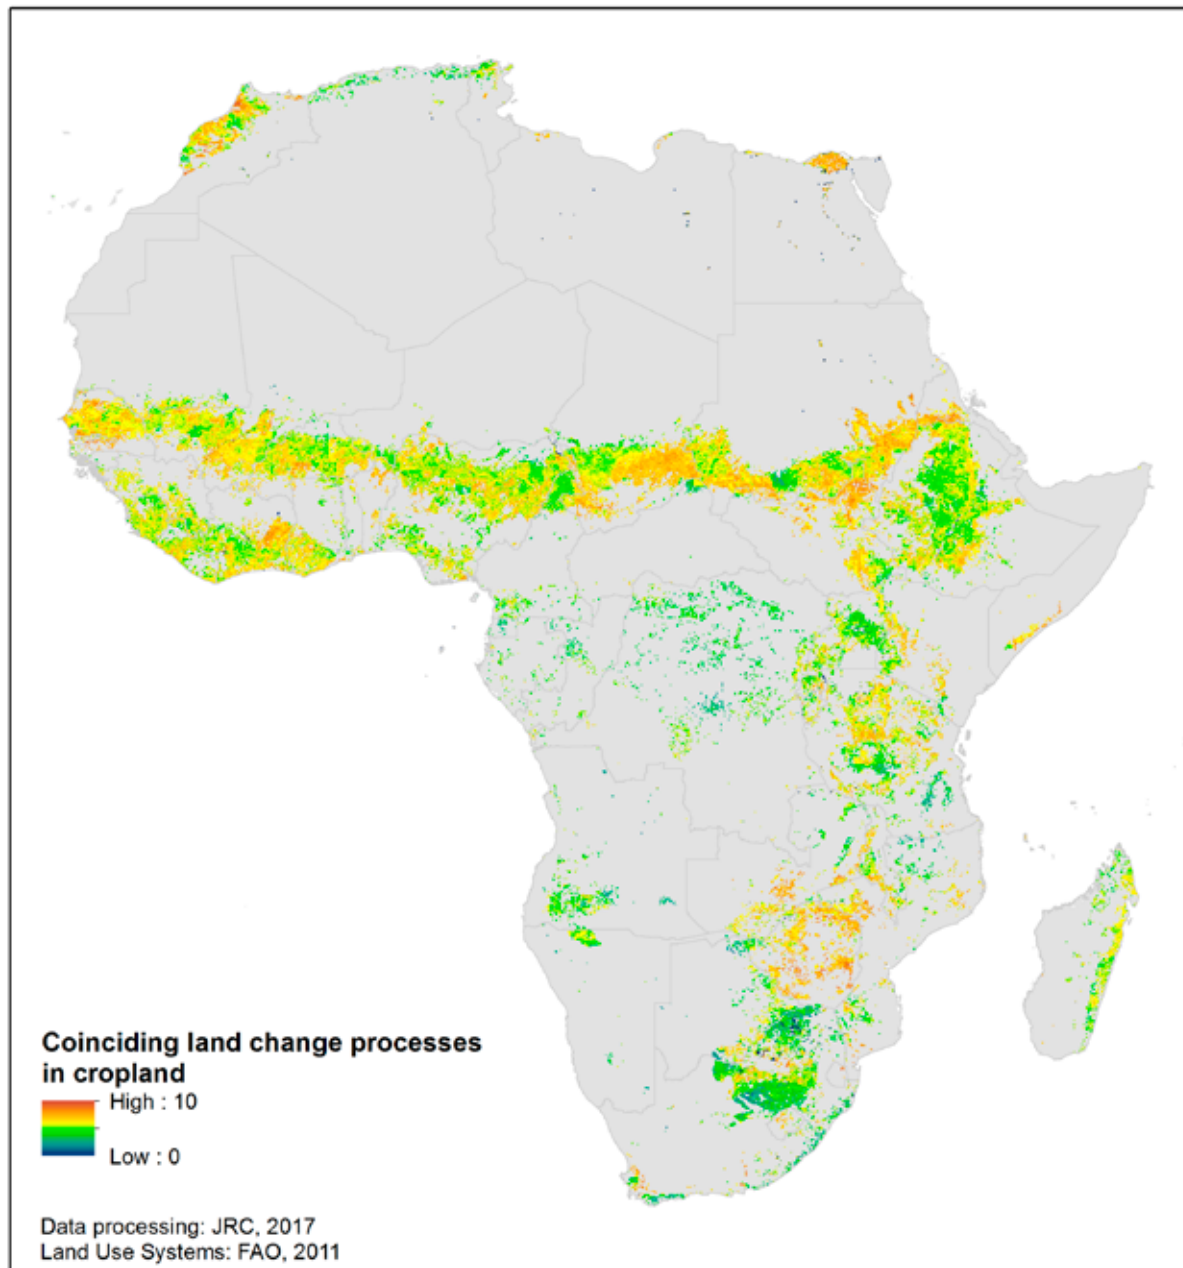 Coinciding land change processes
in cropland
High : 10
Low : 0
Data processing: JRC, 2017
Land Use Systems: FAO, 2011